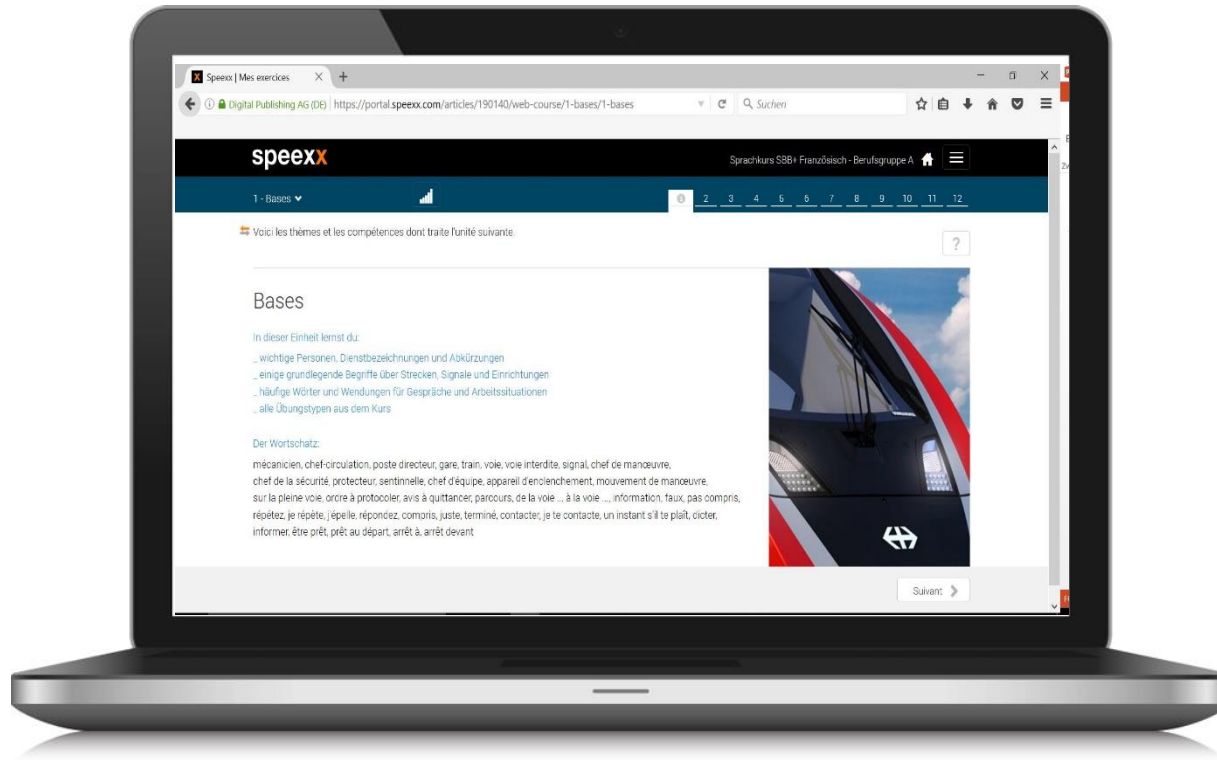 Speexx | Mes exercices
Digital Publishing AG (DE) https://portal.speexx.com/articles/190140/web-course/1-bases/1-bases Suchen
speexx
Sprachkurs SBB+ Französisch - Berufsgruppe A
1 - Bases
2 3 4 5 6 7 8 9 10 11 12
Voici les thèmes et les compétences dont traite l'unité suivante.
?
Bases
In dieser Einheit lernst du:
_ wichtige Personen, Dienstbezeichnungen und Abkürzungen
_ einige grundlegende Begriffe über Strecken, Signale und Einrichtungen
_ häufige Wörter und Wendungen für Gespräche und Arbeitssituationen
_ alle Übungstypen aus dem Kurs
Der Wortschatz:
mécanicien, chef-circulation, poste directeur, gare, train, voie, voie interdite, signal, chef de manœuvre,
chef de la sécurité, protecteur, sentinnelle, chef d'équipe, appareil d'enclenchement, mouvement de manœuvre,
sur la pleine voie, ordre à protocoler, avis à quittancer, parcours, de la voie ... à la voie ..., information, faux, pas compris,
répétez, je répète, j'épelle, répondez, compris, juste, terminé, contacter, je te contacte, un instant s'il te plaît, dicter,
informer, être prêt, prêt au départ, arrêt à, arrêt devant
Suivant